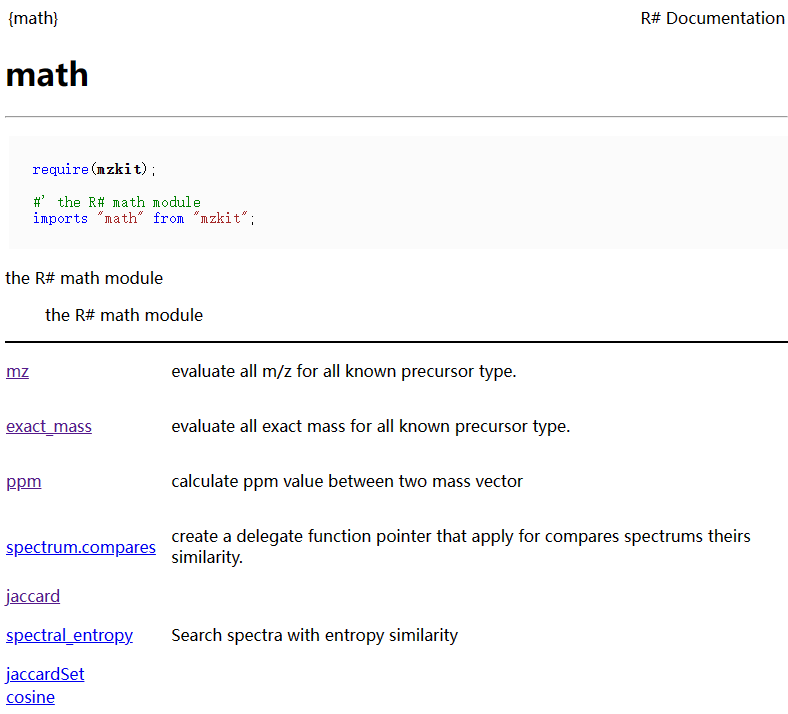 {math} R# Documentation
math
require(mzkit);
#' the R# math module
imports "math" from "mzkit";
the R# math module
the R# math module
mz evaluate all m/z for all known precursor type.
exact_mass evaluate all exact mass for all known precursor type.
ppm calculate ppm value between two mass vector
spectrum.compares create a delegate function pointer that apply for compares spectrums theirs
similarity.
jaccard
spectral_entropy Search spectra with entropy similarity
jaccardSet
cosine